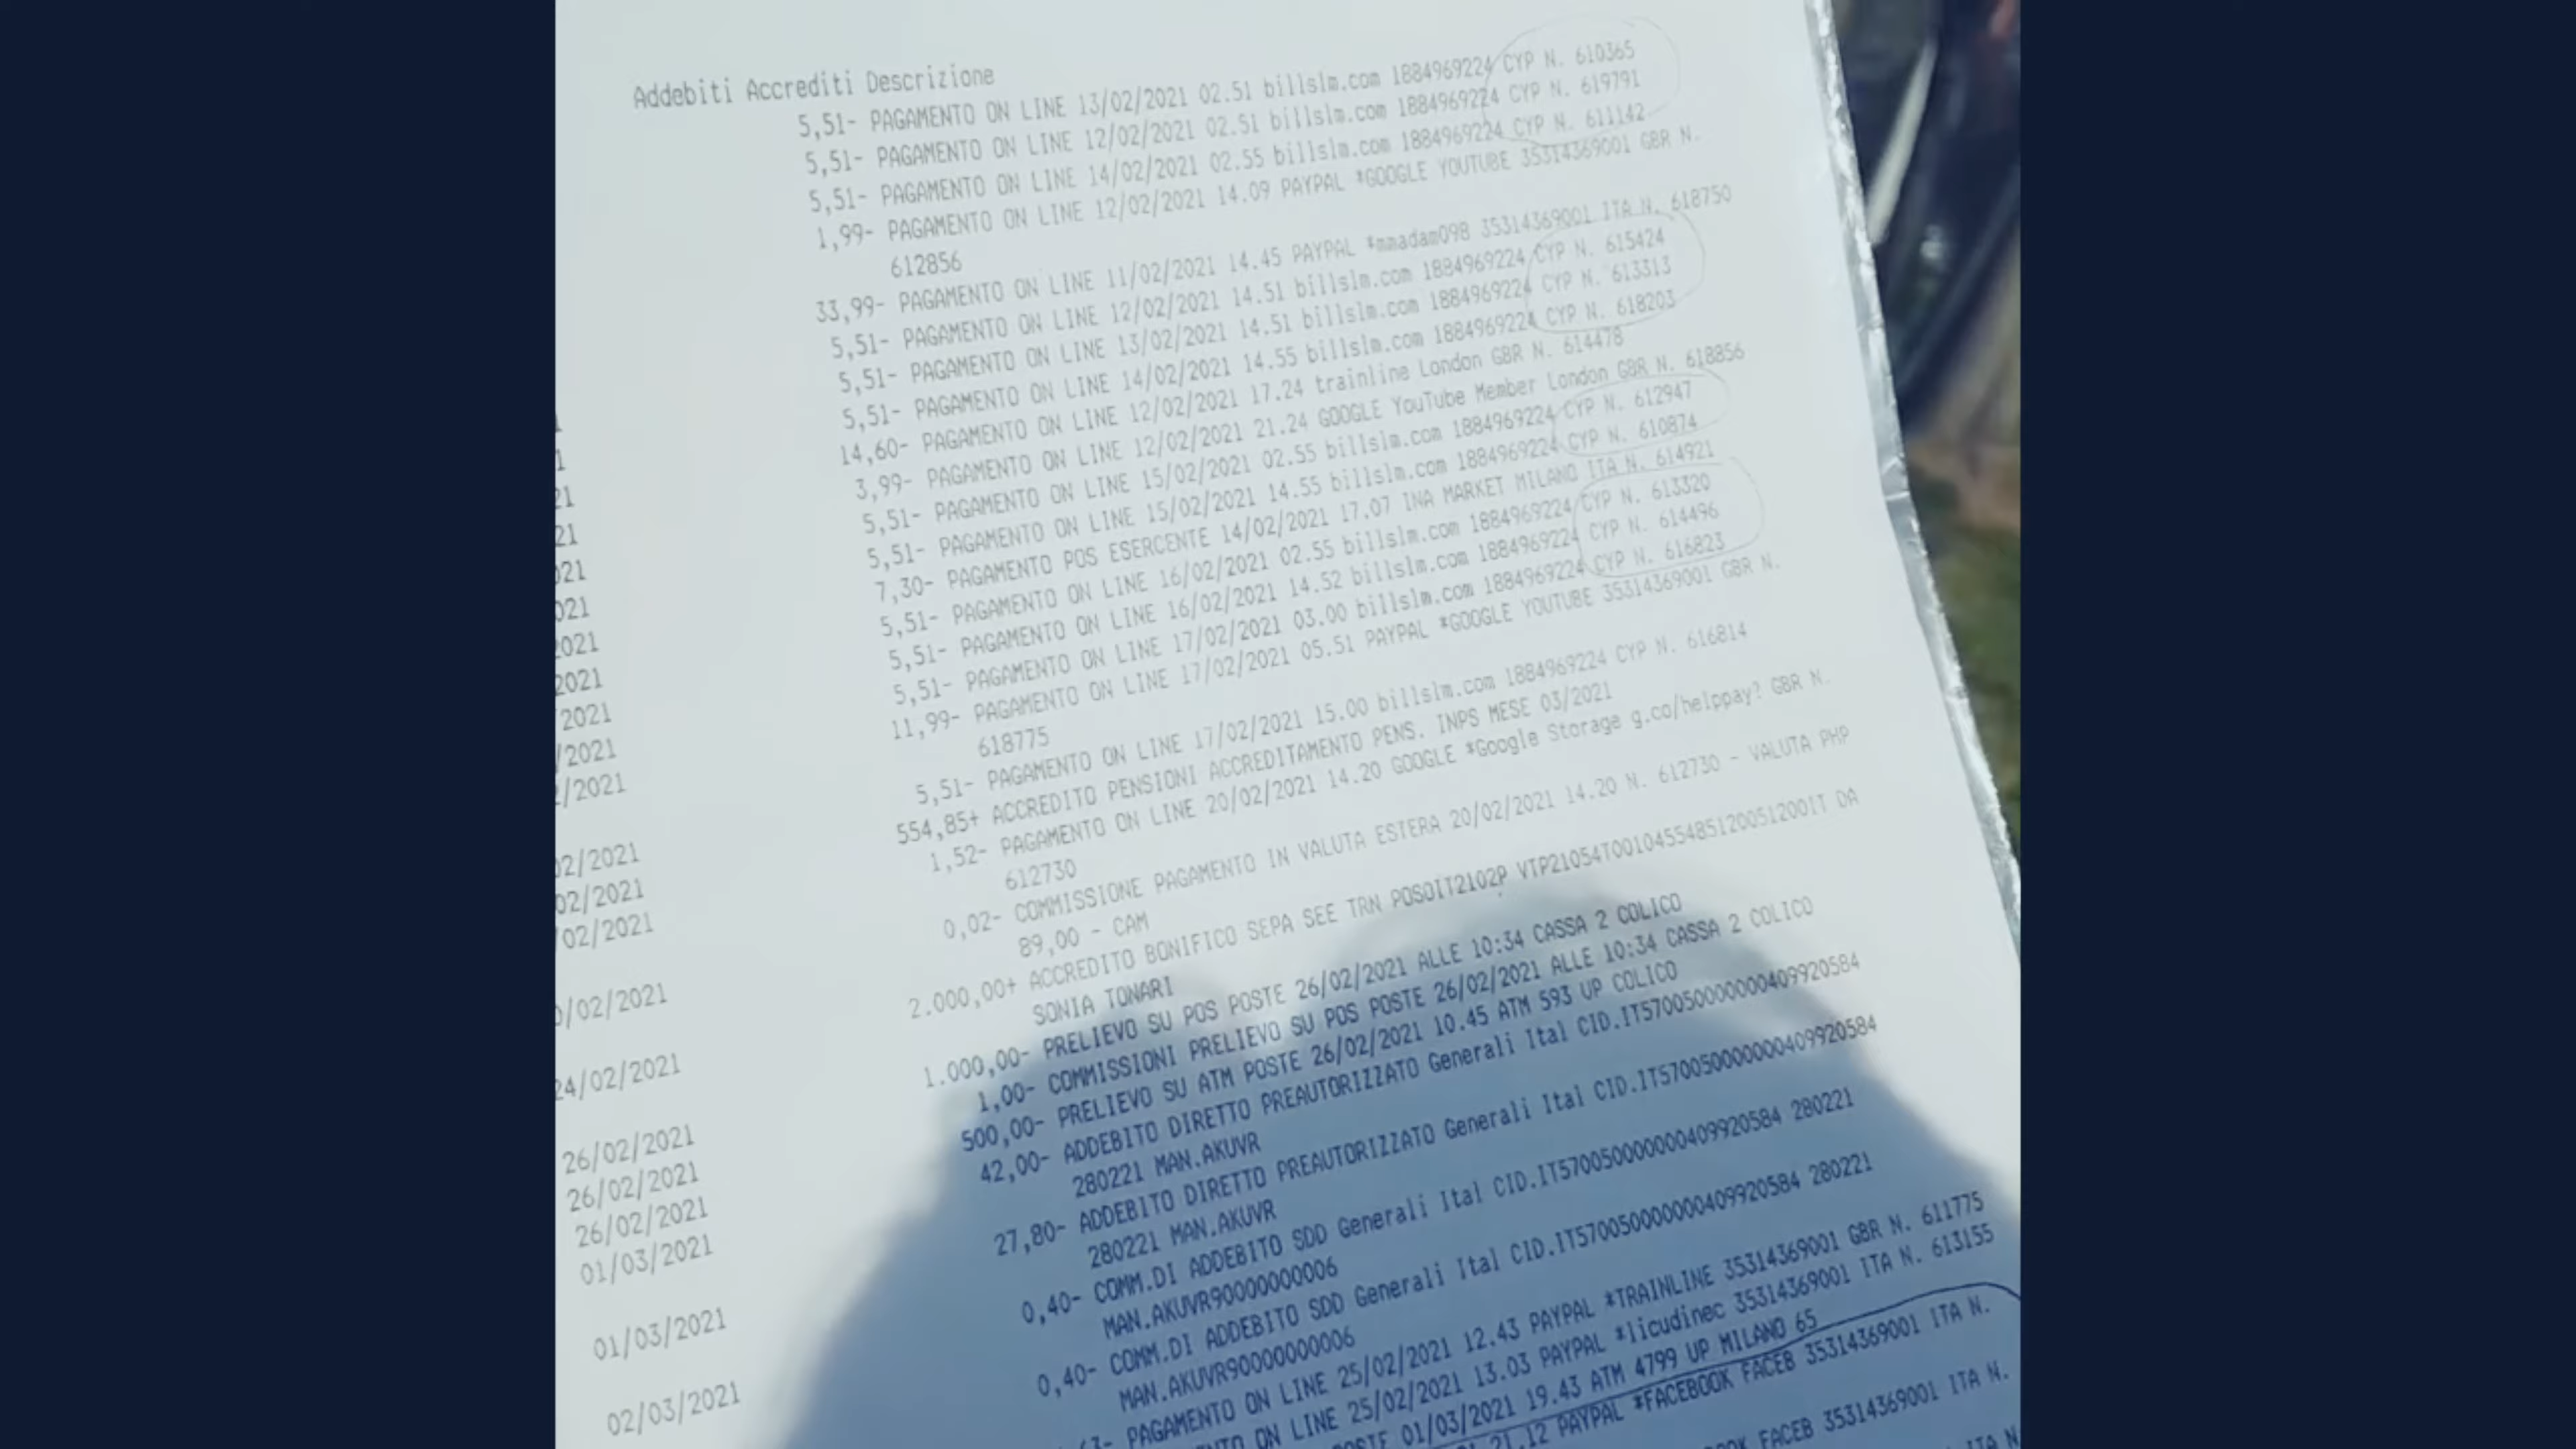 Addebiti Accrediti Descrizione
5,51- PAGAMENTO ON LINE 13/02/2021 02.51 billslm.com 1884969224 CYP N. 610365
5,51- PAGAMENTO ON LINE 12/02/2021 02.51 billslm.com 1884969224 CYP N. 619791
5,51- PAGAMENTO ON LINE 14/02/2021 02.55 billslm.com 1884969224 CYP N. 611142
1,99- PAGAMENTO ON LINE 12/02/2021 14.09 PAYPAL *GOOGLE YOUTUBE 35314369001 GBR N.
612856
33,99- PAGAMENTO ON LINE 11/02/2021 14.45 PAYPAL *mmadam098 35314369001 ITA N. 618750
5,51- PAGAMENTO ON LINE 12/02/2021 14.51 billslm.com 1884969224 CYP N. 615424
5,51- PAGAMENTO ON LINE 13/02/2021 14.51 billslm.com 1884969224 CYP N. 613313
5,51- PAGAMENTO ON LINE 14/02/2021 14.55 billslm.com 1884969224 CYP N. 618203
14,60- PAGAMENTO ON LINE 12/02/2021 17.24 trainline London GBR N. 614478
3,99- PAGAMENTO ON LINE 12/02/2021 21.24 GOOGLE YouTube Member London GBR N. 618856
5,51- PAGAMENTO ON LINE 15/02/2021 02.55 billslm.com 1884969224 CYP N. 612947
5,51- PAGAMENTO ON LINE 15/02/2021 14.55 billslm.com 1884969224 CYP N. 610874
7,30- PAGAMENTO POS ESERCENTE 14/02/2021 17.07 INA MARKET MILANO ITA N. 614921
5,51- PAGAMENTO ON LINE 16/02/2021 02.55 billslm.com 1884969224 CYP N. 613320
5,51- PAGAMENTO ON LINE 16/02/2021 14.52 billslm.com 1884969224 CYP N. 614496
5,51- PAGAMENTO ON LINE 17/02/2021 03.00 billslm.com 1884969224 CYP N. 616823
11,99- PAGAMENTO ON LINE 17/02/2021 05.51 PAYPAL *GOOGLE YOUTUBE 35314369001 GBR N.
618775
5,51- PAGAMENTO ON LINE 17/02/2021 15.00 billslm.com 1884969224 CYP N. 616814
554,85+ ACCREDITO PENSIONI ACCREDITAMENTO PENS. INPS MESE 03/2021
1,52- PAGAMENTO ON LINE 20/02/2021 14.20 GOOGLE *Google Storage g.co/helppay? GBR N.
612730
0,02- COMMISSIONE PAGAMENTO IN VALUTA ESTERA 20/02/2021 14.20 N. 612730 - VALUTA PHP
89,00 - CAM
2.000,00+ ACCREDITO BONIFICO SEPA SEE TRN POSOIT2102P VTP21054T0010455485120051200IT DA
SONIA TONARI
24/02/2021
1.000,00- PRELIEVO SU POS POSTE 26/02/2021 ALLE 10:34 CASSA 2 COLICO
26/02/2021
1,00- COMMISSIONI PRELIEVO SU POS POSTE 26/02/2021 ALLE 10:34 CASSA 2 COLICO
26/02/2021
500,00- PRELIEVO SU ATM POSTE 26/02/2021 10.45 ATM 593 UP COLICO
26/02/2021
42,00- ADDEBITO DIRETTO PREAUTORIZZATO Generali Ital CID.IT57005000000409920584
280221 MAN.AKUVR
01/03/2021
27,80- ADDEBITO DIRETTO PREAUTORIZZATO Generali Ital CID.IT57005000000409920584
280221 MAN.AKUVR
01/03/2021
0,40- COMM.DI ADDEBITO SDD Generali Ital CID.IT57005000000409920584 280221
MAN.AKUVR90000000006
02/03/2021
0,40- COMM.DI ADDEBITO SDD Generali Ital CID.IT57005000000409920584 280221
MAN.AKUVR90000000006
PAGAMENTO ON LINE 25/02/2021 12.43 PAYPAL *TRAINLINE 35314369001 GBR N. 611775
ON LINE 25/02/2021 13.03 PAYPAL *licudinec 35314369001 ITA N. 613155
01/03/2021 19.43 ATM 4799 UP MILANO 65
21.12 PAYPAL *FACEBOOK FACEB 35314369001 ITA N.
FACEB 35314369001 ITA N.